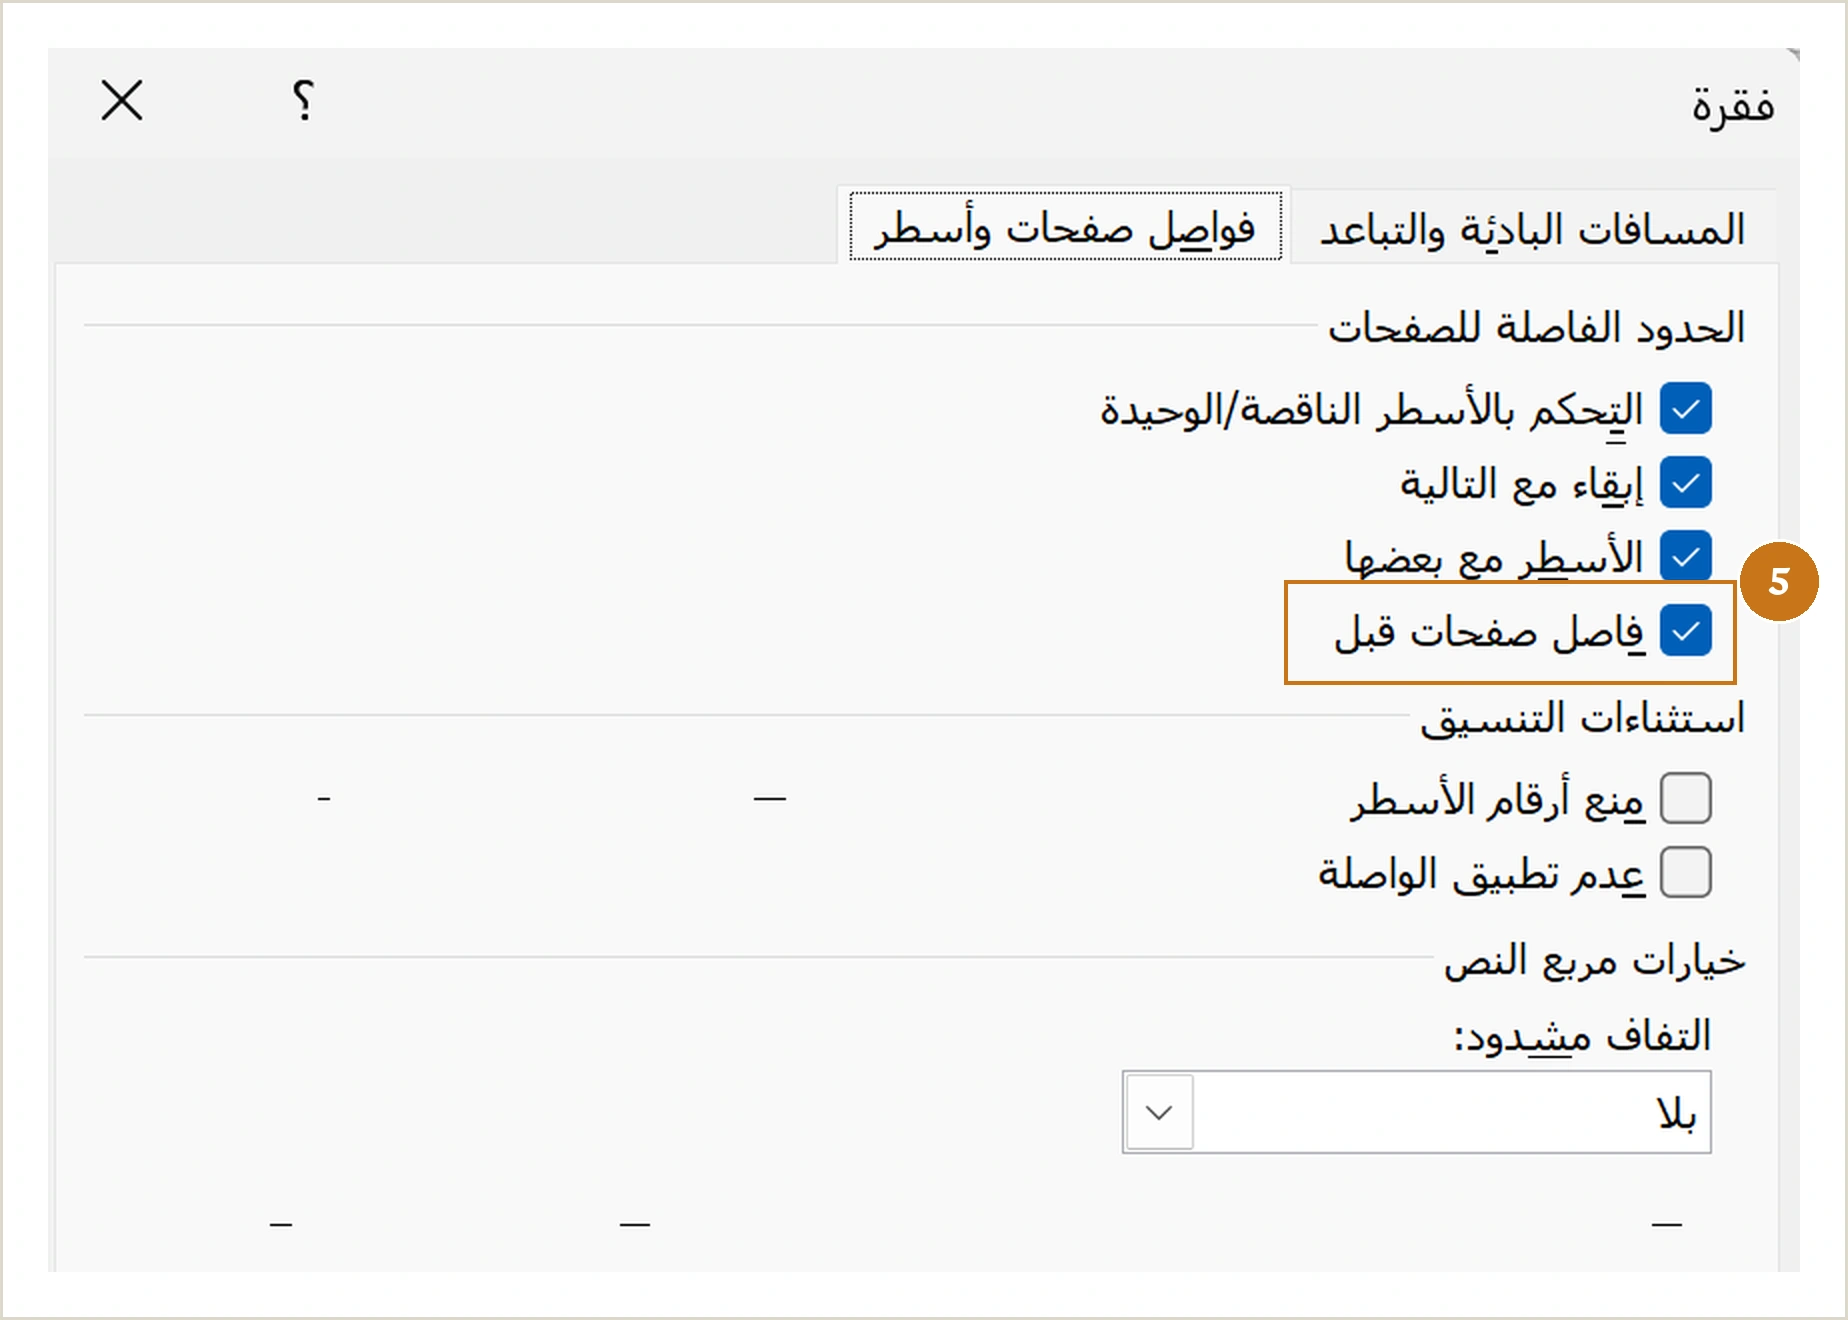 فقرة ؟
المسافات البادئة والتباعد فواصل صفحات وأسطر
الحدود الفاصلة للصفحات
التحكم بالأسطر الناقصة/الوحيدة
إبقاء مع التالية
الأسطر مع بعضها
5
فاصل صفحات قبل
استثناءات التنسيق
منع أرقام الأسطر
عدم تطبيق الواصلة
خيارات مربع النص
التفاف مشدود:
بلا